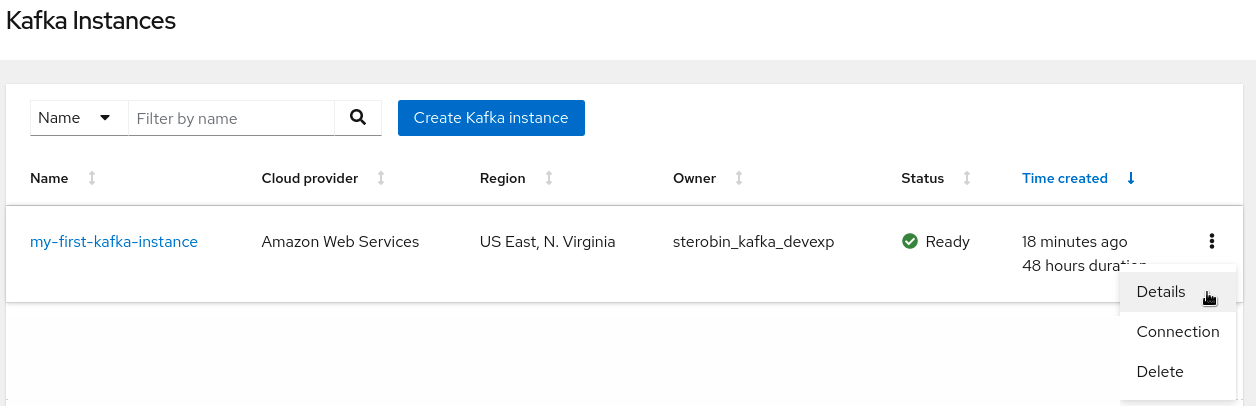 Kafka Instances
Name Filter by name Create Kafka instance
Name Cloud provider Region Owner Status Time created
my-first-kafka-instance Amazon Web Services US East, N. Virginia sterobin_kafka_devexp Ready 18 minutes ago
48 hours duration
Details
Connection
Delete